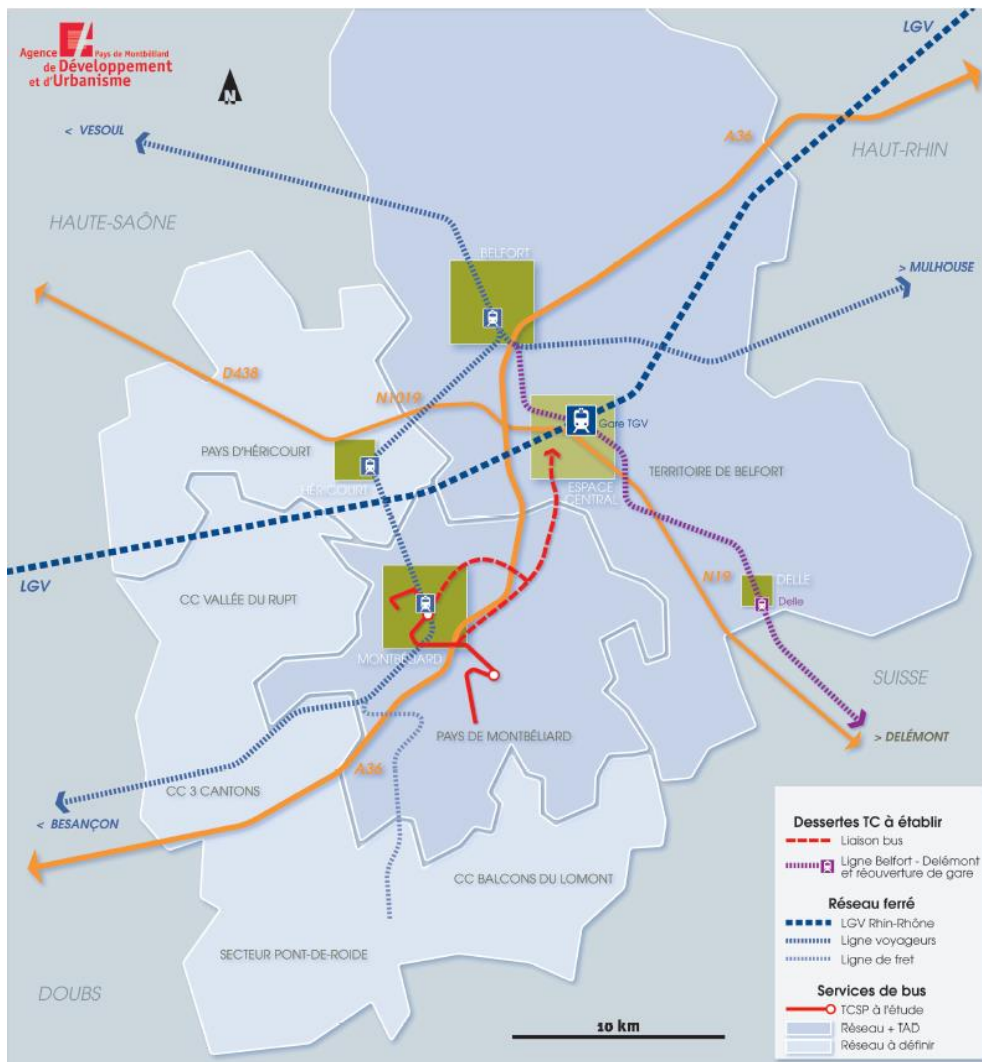 Agence Pays de Montbéliard
de Développement
et d'Urbanisme
N
LGV
< VESOUL
A36
HAUT-RHIN
HAUTE-SAÔNE
BELFORT
> MULHOUSE
D438
N1019
Gare TGV
PAYS D'HÉRICOURT
HÉRICOURT
ESPACE
CENTRAL
TERRITOIRE DE BELFORT
LGV
CC VALLÉE DU RUPT
N19
DELLE
Delle
MONTBÉLIARD
SUISSE
PAYS DE MONTBÉLIARD
> DELÉMONT
A36
CC 3 CANTONS
< BESANÇON
CC BALCONS DU LOMONT
SECTEUR PONT-DE-ROIDE
DOUBS
10 km
Dessertes TC à établir
Liaison bus
Ligne Belfort - Delémont
et réouverture de gare
Réseau ferré
LGV Rhin-Rhône
Ligne voyageurs
Ligne de fret
Services de bus
TCSP à l'étude
Réseau + TAD
Réseau à définir